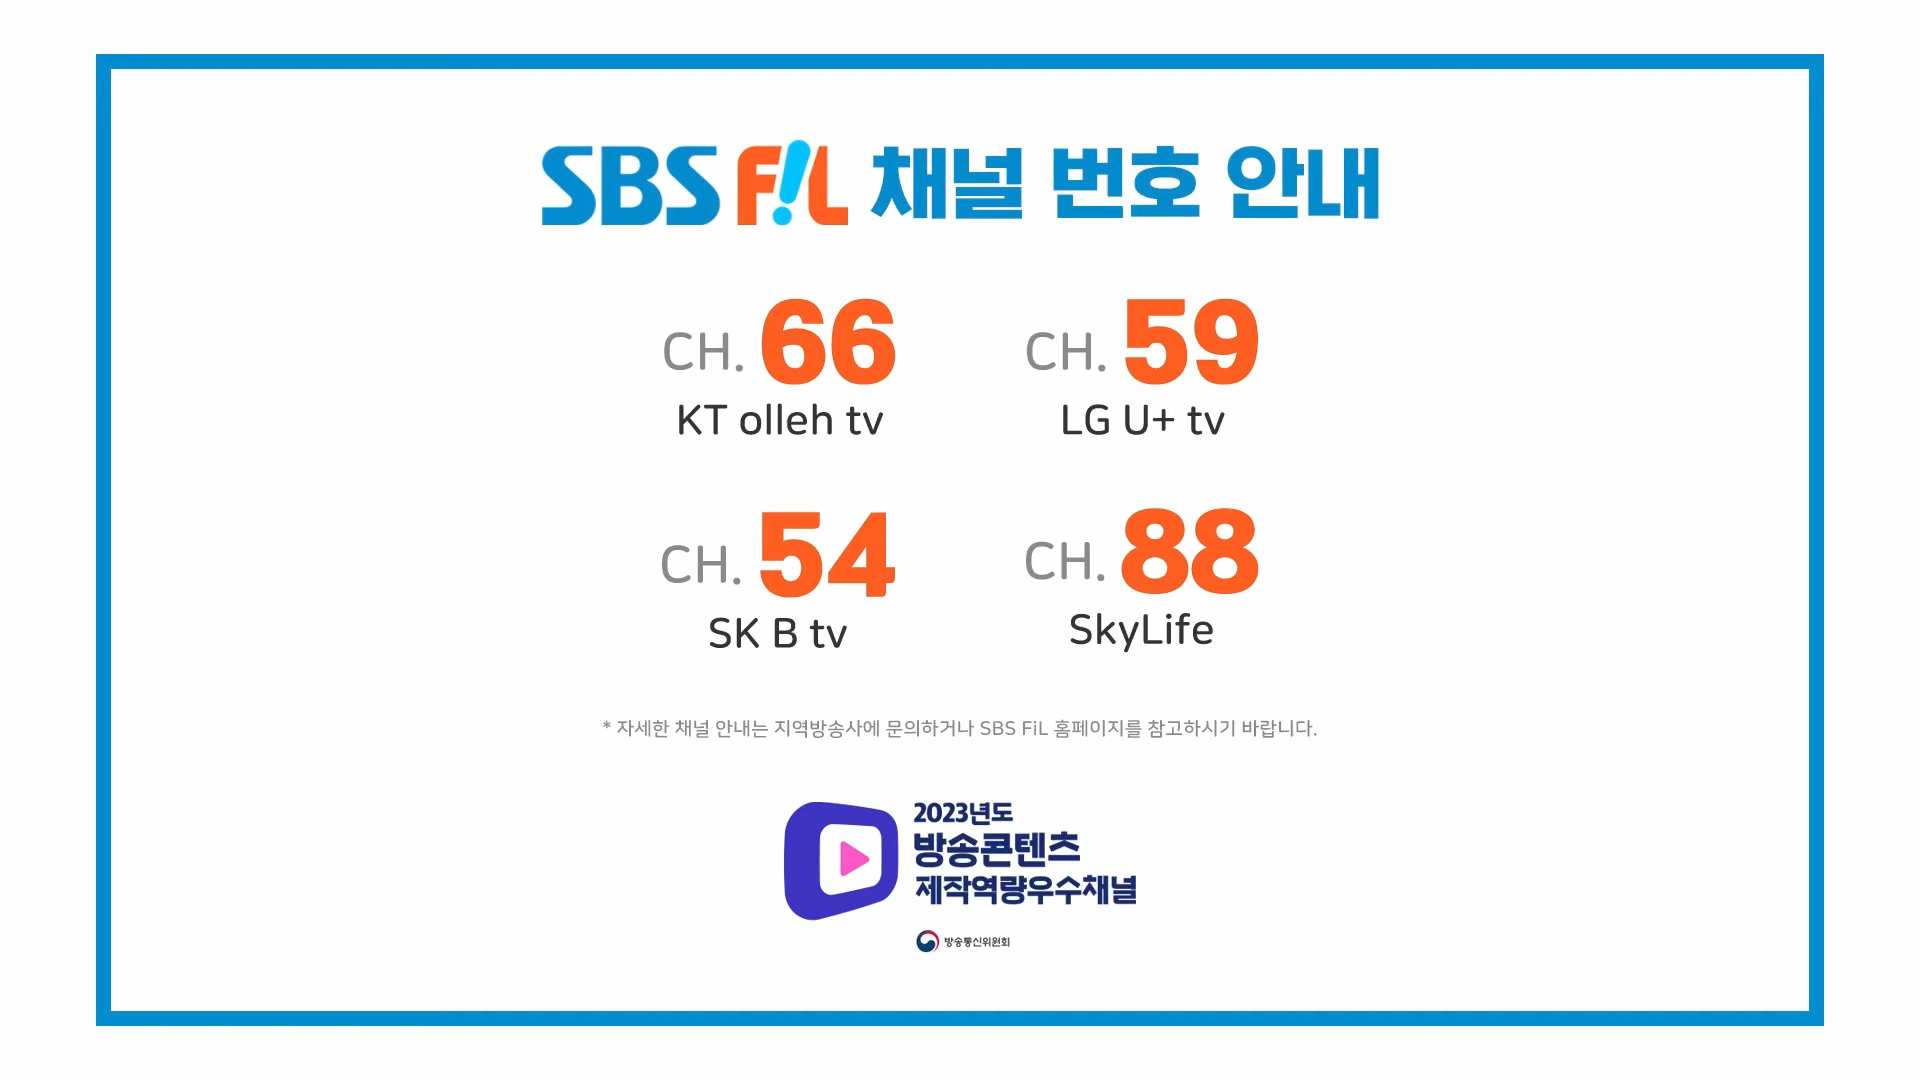 SBS F!L 채널 번호 안내
CH. 66
KT olleh tv
CH. 59
LG U+ tv
CH. 54
SK B tv
CH. 88
SkyLife
* 자세한 채널 안내는 지역방송사에 문의하거나 SBS FiL 홈페이지를 참고하시기 바랍니다.
2023년도
방송콘텐츠
제작역량우수채널
방송통신위원회